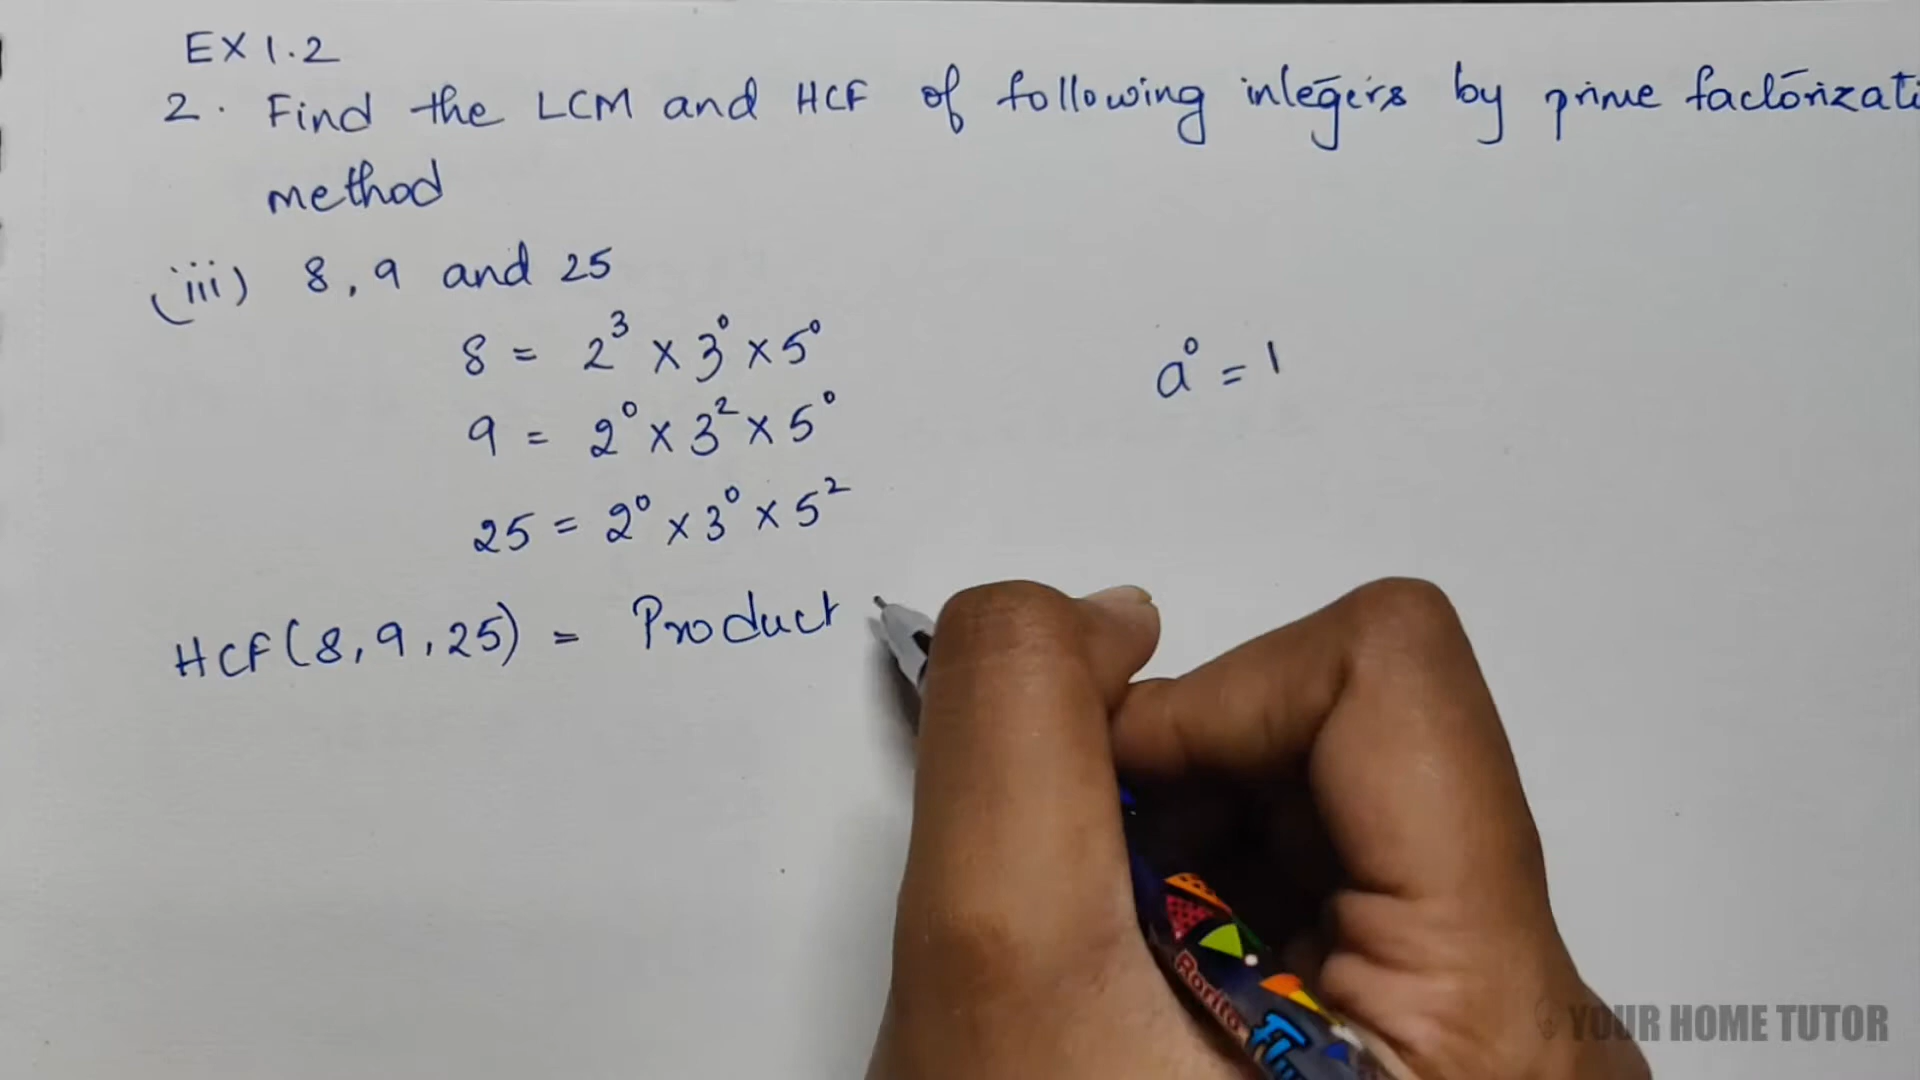 EX 1.2
2. Find the LCM and HCF of following integers by prime factorizati
method
(iii) 8, 9 and 25
8 = 2³ × 3⁰ × 5⁰
a⁰ = 1
9 = 2⁰ × 3² × 5⁰
25 = 2⁰ × 3⁰ × 5²
HCF(8, 9, 25) = Product
Rorito
YOUR HOME TUTOR